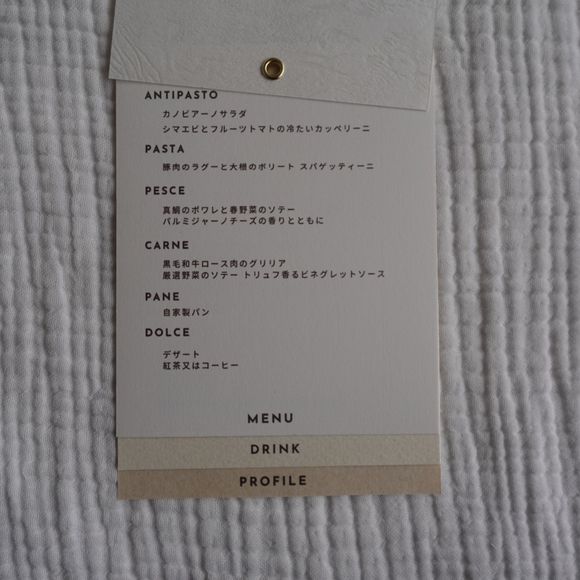 ANTIPASTO
カノビアーノサラダ
シマエビとフルーツトマトの冷たいカッペリーニ
PASTA
豚肉のラグーと大根のボリート スパゲッティーニ
PESCE
真鯛のポワレと春野菜のソテー
パルミジャーノチーズの香りとともに
CARNE
黒毛和牛ロース肉のグリリア
厳選野菜のソテー トリュフ香るビネグレットソース
PANE
自家製パン
DOLCE
デザート
紅茶又はコーヒー
MENU
DRINK
PROFILE